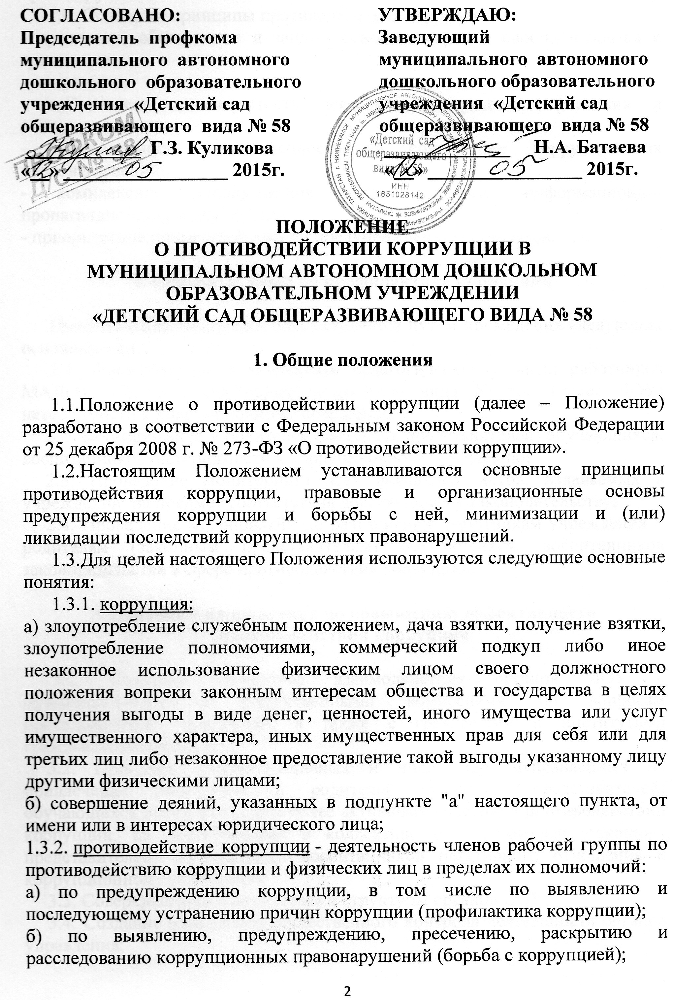 СОГЛАСОВАНО:
Председатель профкома
муниципального автономного
дошкольного образовательного
учреждения «Детский сад
общеразвивающего вида № 58
Г.З. Куликова
«12» 05 2015г.
ПРОФКОМ
Д/С № 58
УТВЕРЖДАЮ:
Заведующий
муниципального автономного
дошкольного образовательного
учреждения «Детский сад
общеразвивающего вида № 58
Н.А. Батаева
«12» 05 2015г.
«Детский сад
общеразвивающего
вида № 58»
ИНН
1651028142
ПОЛОЖЕНИЕ
О ПРОТИВОДЕЙСТВИИ КОРРУПЦИИ В
МУНИЦИПАЛЬНОМ АВТОНОМНОМ ДОШКОЛЬНОМ
ОБРАЗОВАТЕЛЬНОМ УЧРЕЖДЕНИИ
«ДЕТСКИЙ САД ОБЩЕРАЗВИВАЮЩЕГО ВИДА № 58
1. Общие положения
1.1.Положение о противодействии коррупции (далее – Положение)
разработано в соответствии с Федеральным законом Российской Федерации
от 25 декабря 2008 г. № 273-ФЗ «О противодействии коррупции».
1.2.Настоящим Положением устанавливаются основные принципы
противодействия коррупции, правовые и организационные основы
предупреждения коррупции и борьбы с ней, минимизации и (или)
ликвидации последствий коррупционных правонарушений.
1.3.Для целей настоящего Положения используются следующие основные
понятия:
1.3.1. коррупция:
а) злоупотребление служебным положением, дача взятки, получение взятки,
злоупотребление полномочиями, коммерческий подкуп либо иное
незаконное использование физическим лицом своего должностного
положения вопреки законным интересам общества и государства в целях
получения выгоды в виде денег, ценностей, иного имущества или услуг
имущественного характера, иных имущественных прав для себя или для
третьих лиц либо незаконное предоставление такой выгоды указанному лицу
другими физическими лицами;
б) совершение деяний, указанных в подпункте "а" настоящего пункта, от
имени или в интересах юридического лица;
1.3.2. противодействие коррупции - деятельность членов рабочей группы по
противодействию коррупции и физических лиц в пределах их полномочий:
а) по предупреждению коррупции, в том числе по выявлению и
последующему устранению причин коррупции (профилактика коррупции);
б) по выявлению, предупреждению, пресечению, раскрытию и
расследованию коррупционных правонарушений (борьба с коррупцией);
2